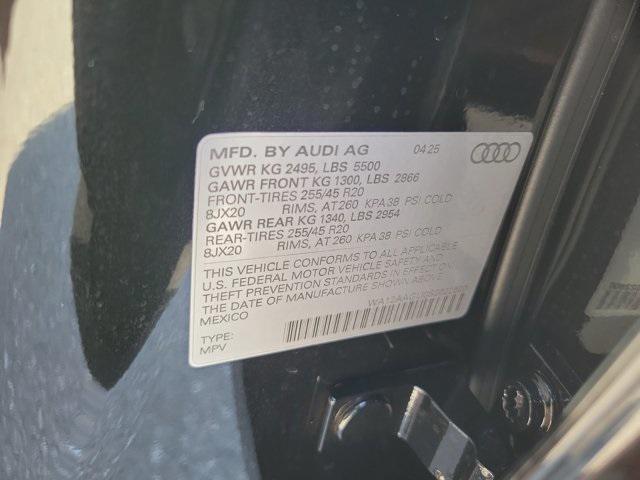 MFD. BY AUDI AG 04 25
GVWR KG 2495, LBS 5500
GAWR FRONT KG 1300, LBS 2866
FRONT-TIRES 255/45 R20
8JX20 RIMS, AT 260 KPA 38 PSI COLD
GAWR REAR KG 1340, LBS 2954
REAR-TIRES 255/45 R20
8JX20 RIMS, AT 260 KPA 38 PSI COLD
THIS VEHICLE CONFORMS TO ALL APPLICABLE
U.S. FEDERAL MOTOR VEHICLE SAFETY AND
THEFT PREVENTION STANDARDS IN EFFECT ON
THE DATE OF MANUFACTURE SHOWN ABOVE
MEXICO
TYPE:
MPV